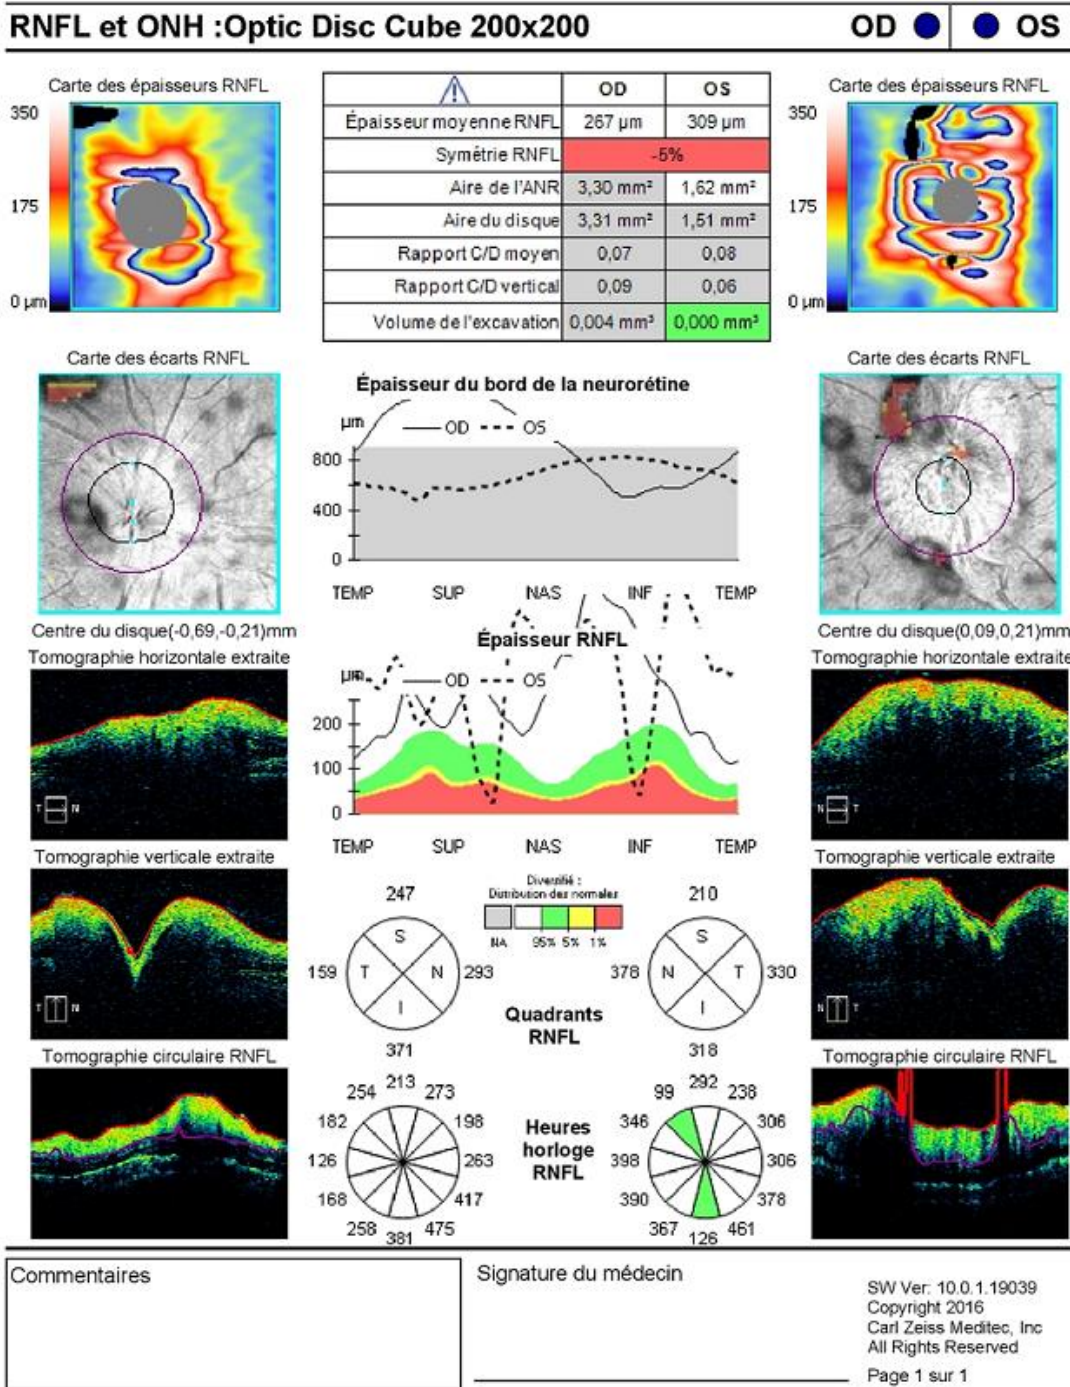 RNFL et ONH :Optic Disc Cube 200x200 OD OS
Carte des épaisseurs RNFL
350
175
0 µm
OD OS
Épaisseur moyenne RNFL 267 µm 309 µm
Symétrie RNFL -5%
Aire de l'ANR 3,30 mm² 1,62 mm²
Aire du disque 3,31 mm² 1,51 mm²
Rapport C/D moyen 0,07 0,08
Rapport C/D vertical 0,09 0,06
Volume de l'excavation 0,004 mm³ 0,000 mm³
Carte des épaisseurs RNFL
350
175
0 µm
Carte des écarts RNFL
Centre du disque(-0,69,-0,21)mm
Épaisseur du bord de la neurorétine
µm OD OS
800
400
0
TEMP SUP NAS INF TEMP
Carte des écarts RNFL
Centre du disque(0,09,0,21)mm
Tomographie horizontale extraite
T N
Épaisseur RNFL
µm OD OS
200
100
0
TEMP SUP NAS INF TEMP
Tomographie horizontale extraite
N T
Tomographie verticale extraite
T N
Diversifié :
Distribution des normales
NA 95% 5% 1%
247
159 S T N I 293
371
Quadrants
RNFL
210
378 S N T I 330
318
Tomographie verticale extraite
N T
Tomographie circulaire RNFL
254 213 273
182 198
126 263
168 417
258 381 475
Heures
horloge
RNFL
99 292 238
346 306
398 306
390 378
367 126 461
Tomographie circulaire RNFL
Commentaires
Signature du médecin
SW Ver: 10.0.1.19039
Copyright 2016
Carl Zeiss Meditec, Inc
All Rights Reserved
Page 1 sur 1